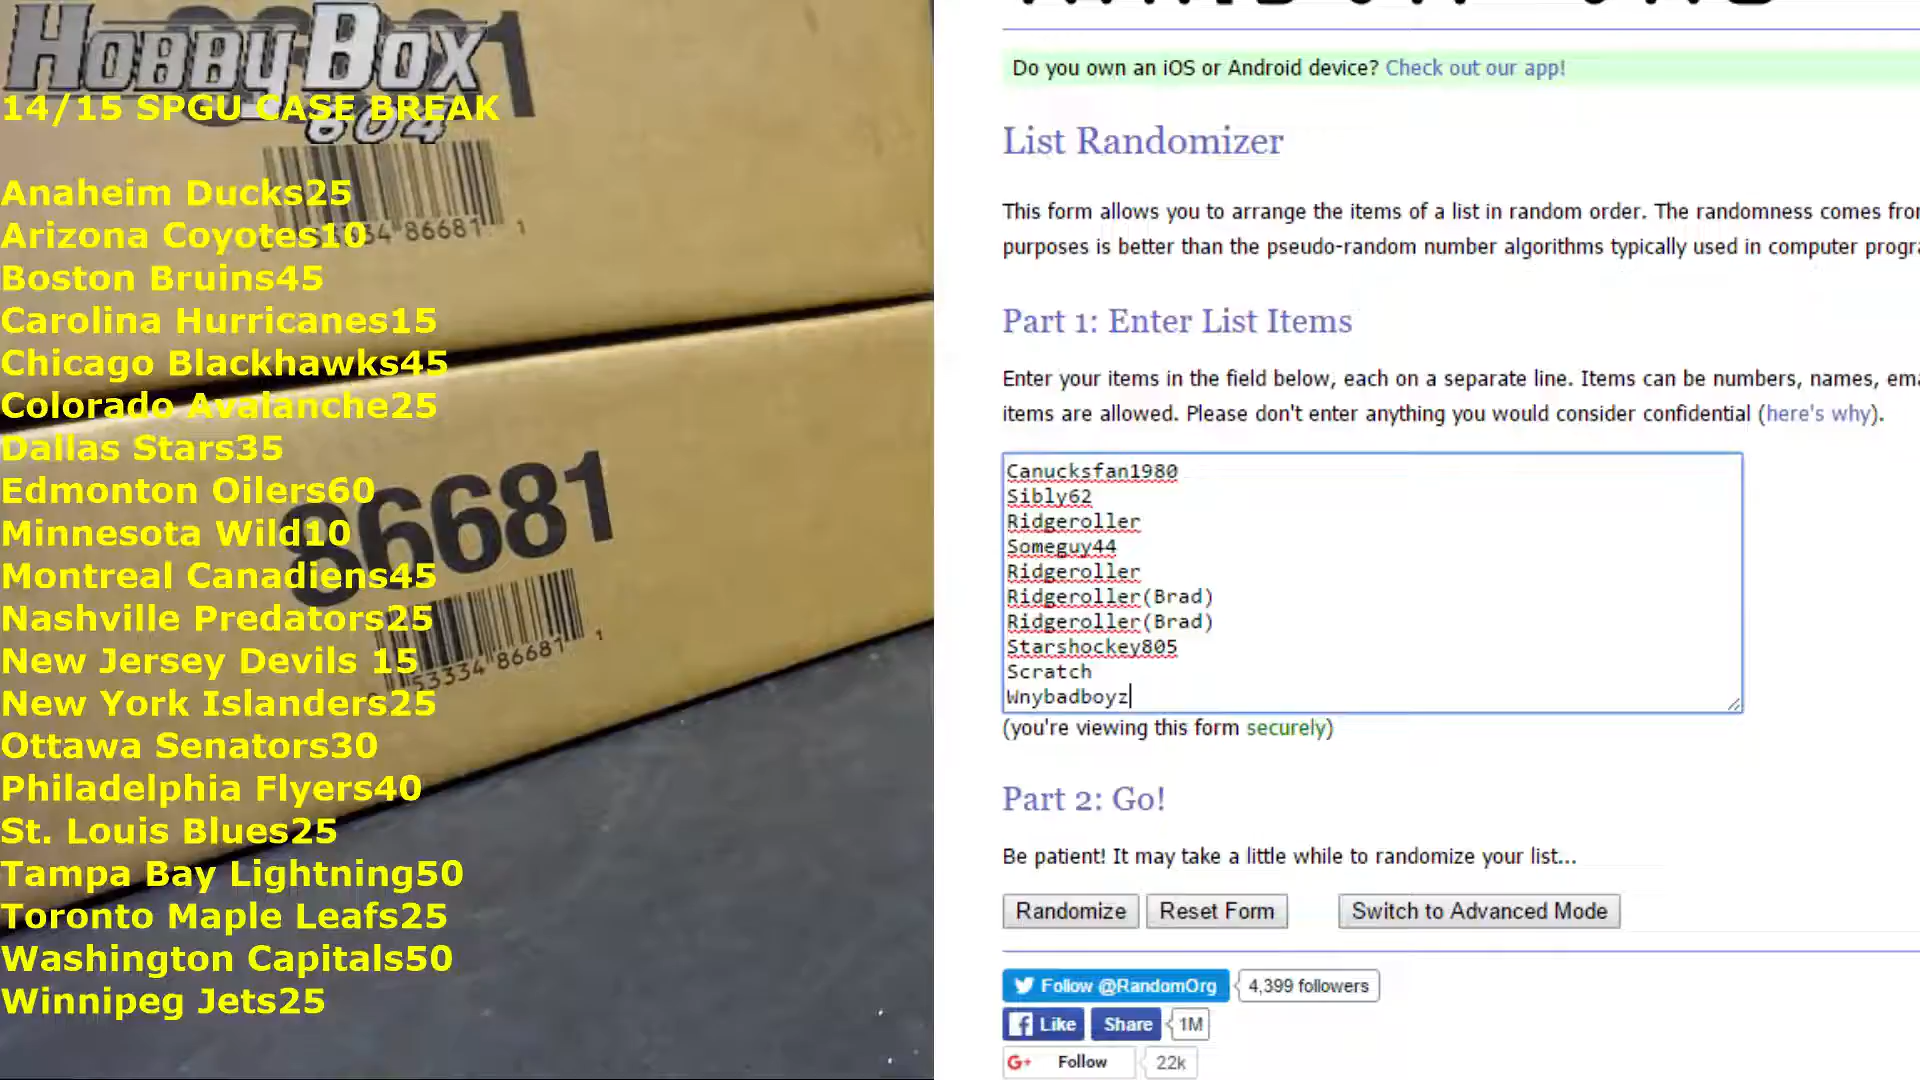 HOBBYBOX
604
14/15 SPGU CASE BREAK
Anaheim Ducks25
Arizona Coyotes10
Boston Bruins45
Carolina Hurricanes15
Chicago Blackhawks45
Colorado Avalanche25
Dallas Stars35
Edmonton Oilers60
Minnesota Wild10
Montreal Canadiens45
Nashville Predators25
New Jersey Devils 15
New York Islanders25
Ottawa Senators30
Philadelphia Flyers40
St. Louis Blues25
Tampa Bay Lightning50
Toronto Maple Leafs25
Washington Capitals50
Winnipeg Jets25
86681 1
86681
0 53334 86681 1
Do you own an iOS or Android device? Check out our app!
List Randomizer
This form allows you to arrange the items of a list in random order. The randomness comes
purposes is better than the pseudo-random number algorithms typically used in computer
Part 1: Enter List Items
Enter your items in the field below, each on a separate line. Items can be numbers, names,
items are allowed. Please don't enter anything you would consider confidential (here's why).
Canucksfan1980
Sibly62
Ridgeroller
Someguy44
Ridgeroller
Ridgeroller(Brad)
Ridgeroller(Brad)
Starshockey805
Scratch
Wnybadboyz
(you're viewing this form securely)
Part 2: Go!
Be patient! It may take a little while to randomize your list...
Randomize Reset Form Switch to Advanced Mode
Follow @RandomOrg 4,399 followers
Like Share 1M
G+ Follow 22k